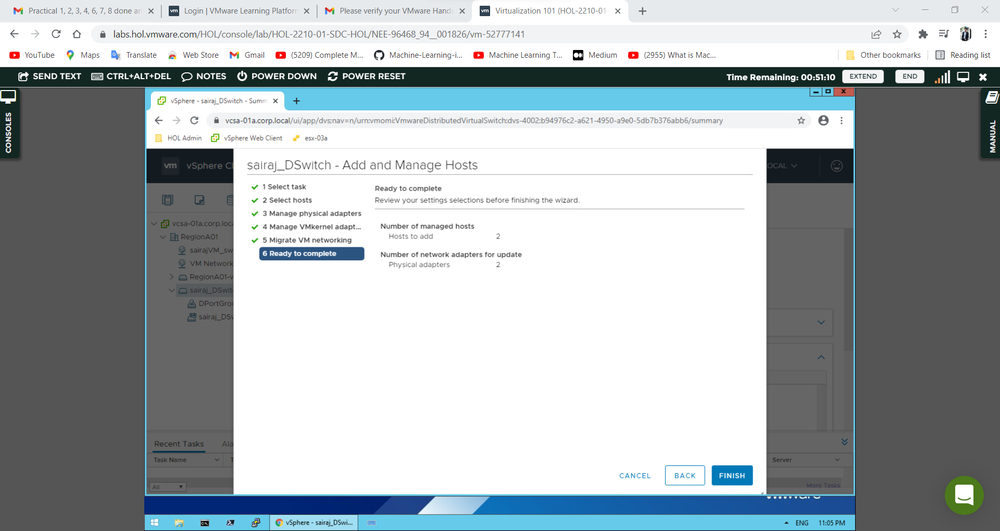 Practical 1, 2, 3, 4, 6, 7, 8 done an
Login | VMware Learning Platform
Please verify your VMware Hands
vm Virtualization 101 (HOL-2210-01-
labs.hol.vmware.com/HOL/console/lab/HOL-2210-01-SDC-HOL/NEE-96468_94__001826/vm-52777141
YouTube Maps Translate Web Store Gmail (5209) Complete M... Machine-Learning-i... Machine Learning T... Medium (2955) What is Mac... Other bookmarks Reading list
SEND TEXT CTRL+ALT+DEL NOTES POWER DOWN POWER RESET Time Remaining: 00:51:10 EXTEND END
CONSOLES
MANUAL
vSphere - sairaj_DSwitch - Summ
vcsa-01a.corp.local/ui/app/dvs;nav=n/urn:vmomi:VmwareDistributedVirtualSwitch:dvs-4002:b94976c2-a621-4950-a9e0-5db7b376abb6/summary
HOL Admin vSphere Web Client esx-03a
vm vSphere Cl
OCAL
sairaj_DSwitch - Add and Manage Hosts
1 Select task
2 Select hosts
3 Manage physical adapters
4 Manage VMkernel adapt...
5 Migrate VM networking
6 Ready to complete
Ready to complete
Review your settings selections before finishing the wizard.
Number of managed hosts
Hosts to add 2
Number of network adapters for update
Physical adapters 2
vcsa-01a.corp.loca
RegionA01
sairajVM_sw
VM Network
RegionA01-v
sairaj_DSwit
DPortGrou
sairaj_DSw
Recent Tasks Ala
Task Name T
Server
All
More Tasks
CANCEL BACK FINISH
vmware
C:\
vSphere - sairaj_DSwi...
ENG 11:05 PM